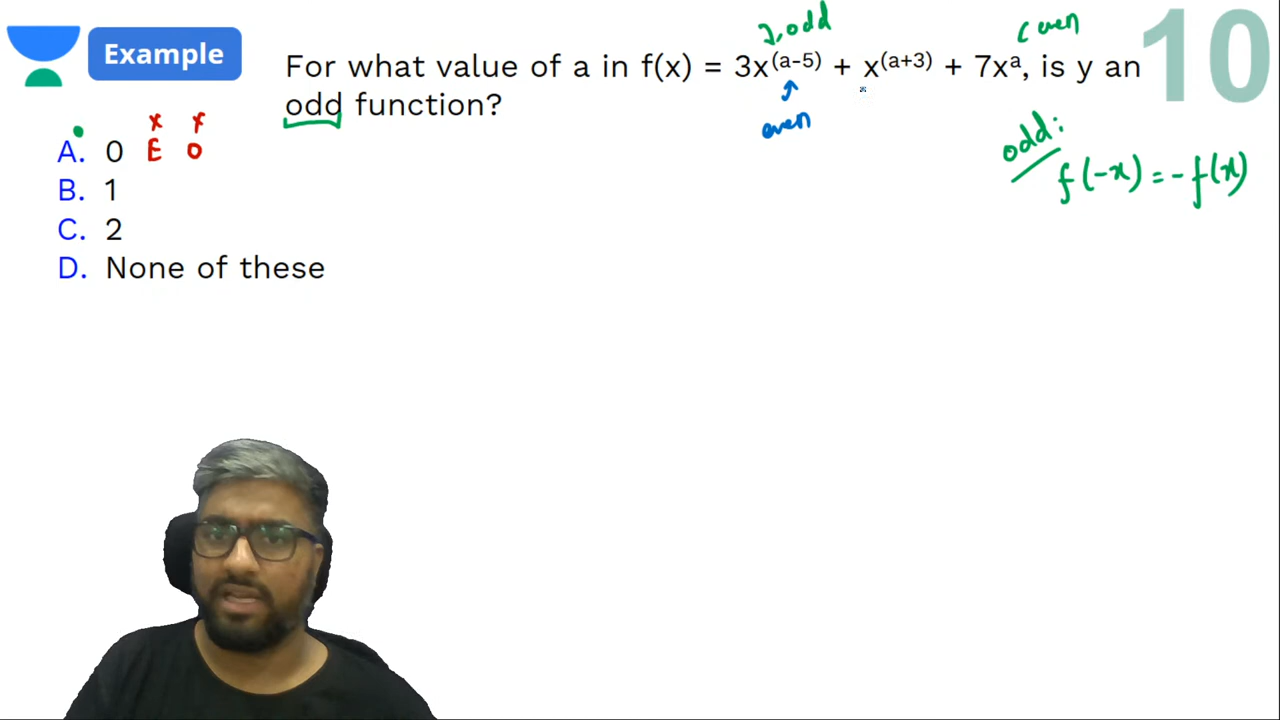 Example
For what value of a in f(x) = 3x^(a-5) + x^(a+3) + 7x^a, is y an
odd function?
10
odd
even
even
x x
E O
A. 0
B. 1
C. 2
D. None of these
odd:
f(-x) = -f(x)